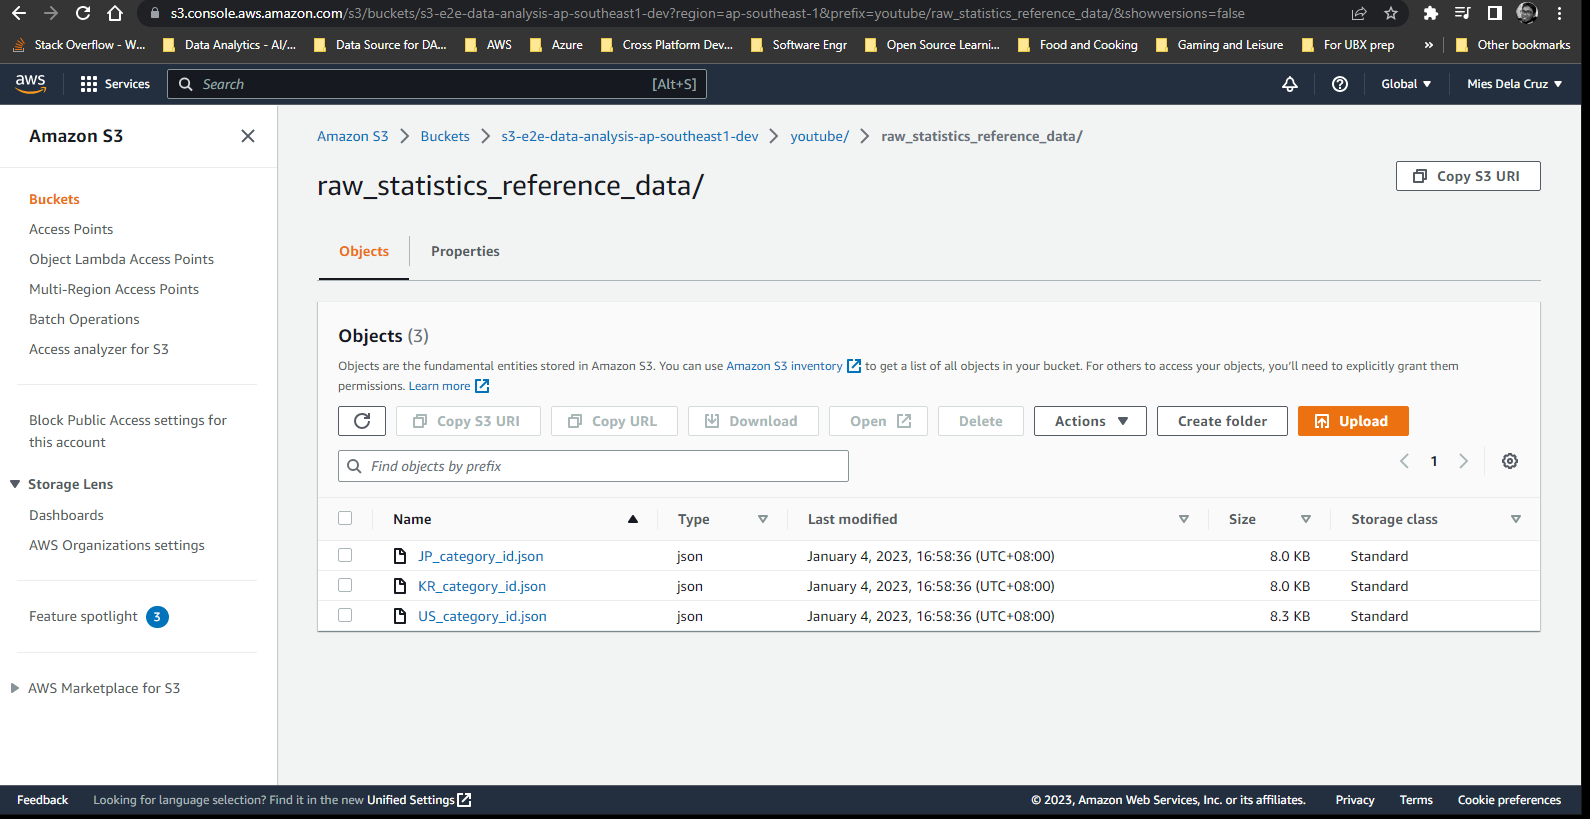 s3.console.aws.amazon.com/s3/buckets/s3-e2e-data-analysis-ap-southeast1-dev?region=ap-southeast-1&prefix=youtube/raw_statistics_reference_data/&showversions=false
Stack Overflow - W... Data Analytics - AI/... Data Source for DA... AWS Azure Cross Platform Dev... Software Engr Open Source Learni... Food and Cooking Gaming and Leisure For UBX prep » Other bookmarks
aws Services Search [Alt+S] Global Mies Dela Cruz
Amazon S3
Buckets
Access Points
Object Lambda Access Points
Multi-Region Access Points
Batch Operations
Access analyzer for S3
Block Public Access settings for
this account
Storage Lens
Dashboards
AWS Organizations settings
Feature spotlight 3
AWS Marketplace for S3
Amazon S3 > Buckets > s3-e2e-data-analysis-ap-southeast1-dev > youtube/ > raw_statistics_reference_data/
raw_statistics_reference_data/
Copy S3 URI
Objects Properties
Objects (3)
Objects are the fundamental entities stored in Amazon S3. You can use Amazon S3 inventory to get a list of all objects in your bucket. For others to access your objects, you'll need to explicitly grant them
permissions. Learn more
Copy S3 URI Copy URL Download Open Delete Actions Create folder Upload
Find objects by prefix
1
Name Type Last modified Size Storage class
JP_category_id.json json January 4, 2023, 16:58:36 (UTC+08:00) 8.0 KB Standard
KR_category_id.json json January 4, 2023, 16:58:36 (UTC+08:00) 8.0 KB Standard
US_category_id.json json January 4, 2023, 16:58:36 (UTC+08:00) 8.3 KB Standard
Feedback Looking for language selection? Find it in the new Unified Settings © 2023, Amazon Web Services, Inc. or its affiliates. Privacy Terms Cookie preferences